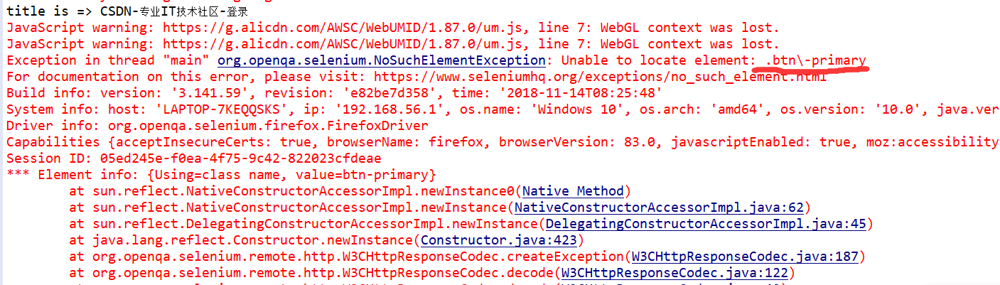 title is => CSDN-专业IT技术社区-登录
JavaScript warning: https://g.alicdn.com/AWSC/WebUMID/1.87.0/um.js, line 7: WebGL context was lost.
JavaScript warning: https://g.alicdn.com/AWSC/WebUMID/1.87.0/um.js, line 7: WebGL context was lost.
Exception in thread "main" org.openqa.selenium.NoSuchElementException: Unable to locate element: .btn\-primary
For documentation on this error, please visit: https://www.seleniumhq.org/exceptions/no_such_element.html
Build info: version: '3.141.59', revision: 'e82be7d358', time: '2018-11-14T08:25:48'
System info: host: 'LAPTOP-7KEQQSKS', ip: '192.168.56.1', os.name: 'Windows 10', os.arch: 'amd64', os.version: '10.0', java.ver
Driver info: org.openqa.selenium.firefox.FirefoxDriver
Capabilities {acceptInsecureCerts: true, browserName: firefox, browserVersion: 83.0, javascriptEnabled: true, moz:accessibility
Session ID: 05ed245e-f0ea-4f75-9c42-822023cfdeae
*** Element info: {Using=class name, value=btn-primary}
at sun.reflect.NativeConstructorAccessorImpl.newInstance0(Native Method)
at sun.reflect.NativeConstructorAccessorImpl.newInstance(NativeConstructorAccessorImpl.java:62)
at sun.reflect.DelegatingConstructorAccessorImpl.newInstance(DelegatingConstructorAccessorImpl.java:45)
at java.lang.reflect.Constructor.newInstance(Constructor.java:423)
at org.openqa.selenium.remote.http.W3CHttpResponseCodec.createException(W3CHttpResponseCodec.java:187)
at org.openqa.selenium.remote.http.W3CHttpResponseCodec.decode(W3CHttpResponseCodec.java:122)